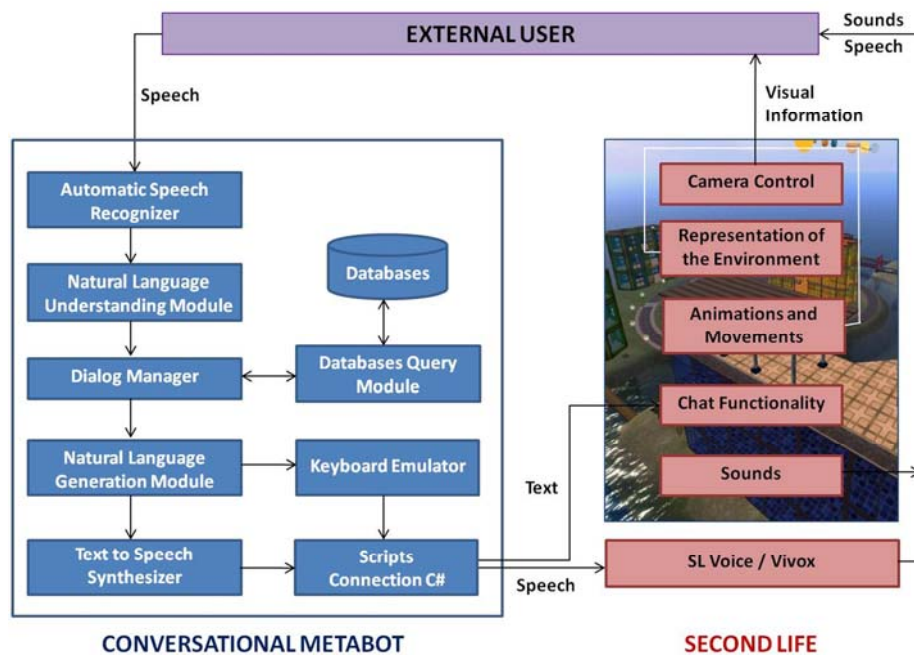 EXTERNAL USER
Sounds
Speech
Speech
Visual
Information
Automatic Speech
Recognizer
Natural Language
Understanding Module
Databases
Dialog Manager
Databases Query
Module
Natural Language
Generation Module
Keyboard Emulator
Text to Speech
Synthesizer
Scripts
Connection C#
Text
Speech
Camera Control
Representation of
the Environment
Animations and
Movements
Chat Functionality
Sounds
SL Voice / Vivox
CONVERSATIONAL METABOT
SECOND LIFE